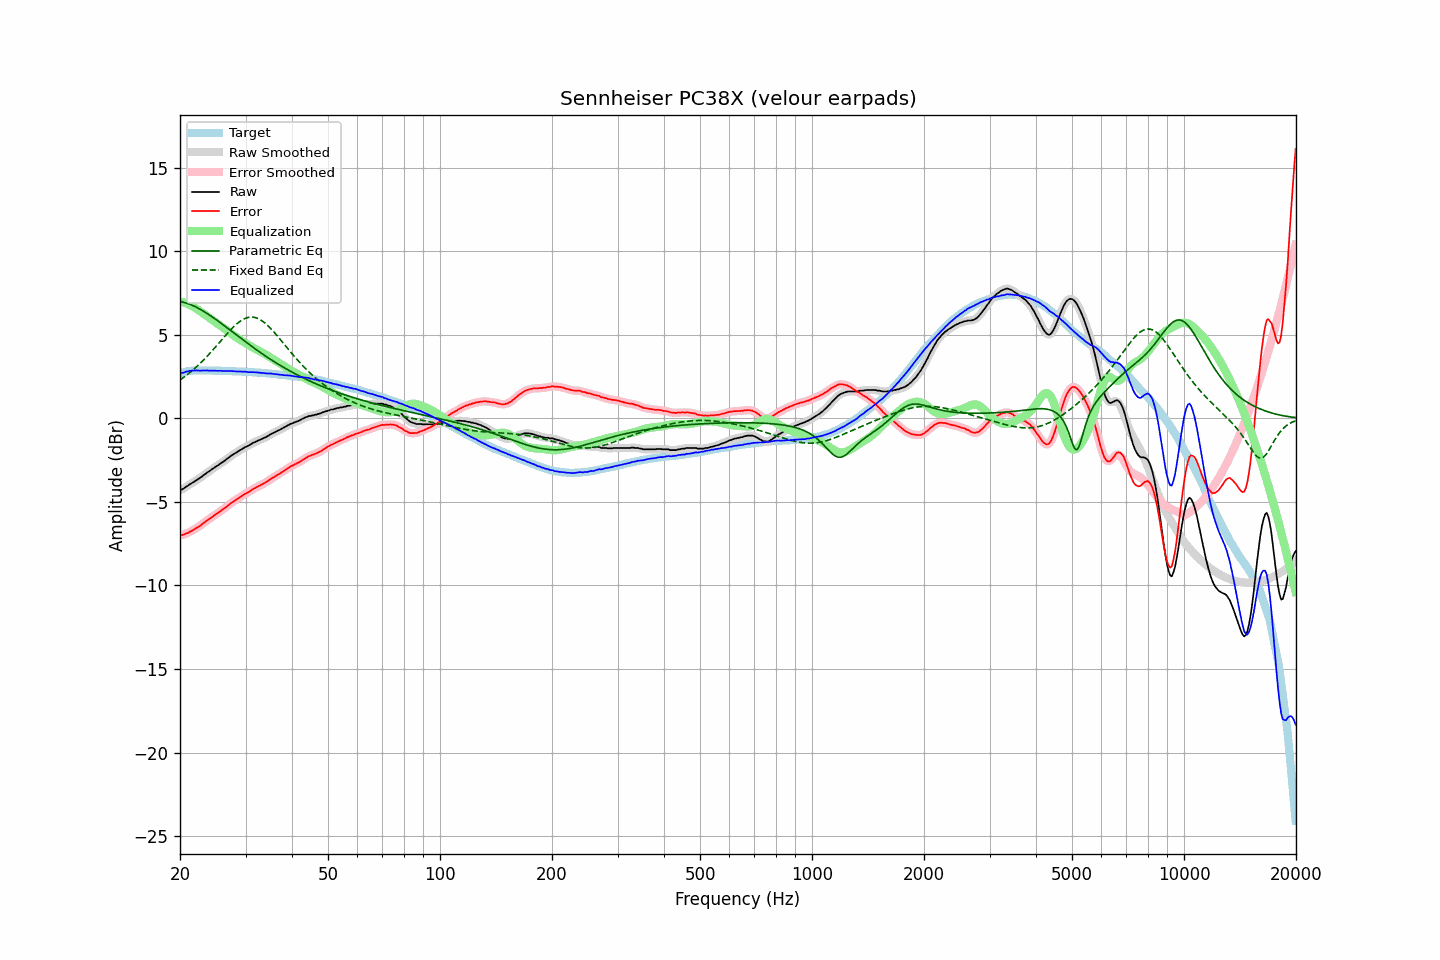 Sennheiser PC38X (velour earpads)
Target
Raw Smoothed
Error Smoothed
Raw
Error
Equalization
Parametric Eq
Fixed Band Eq
Equalized
15
10
5
0
−5
−10
−15
−20
−25
Amplitude (dBr)
20
50
100
200
500
1000
2000
5000
10000
20000
Frequency (Hz)